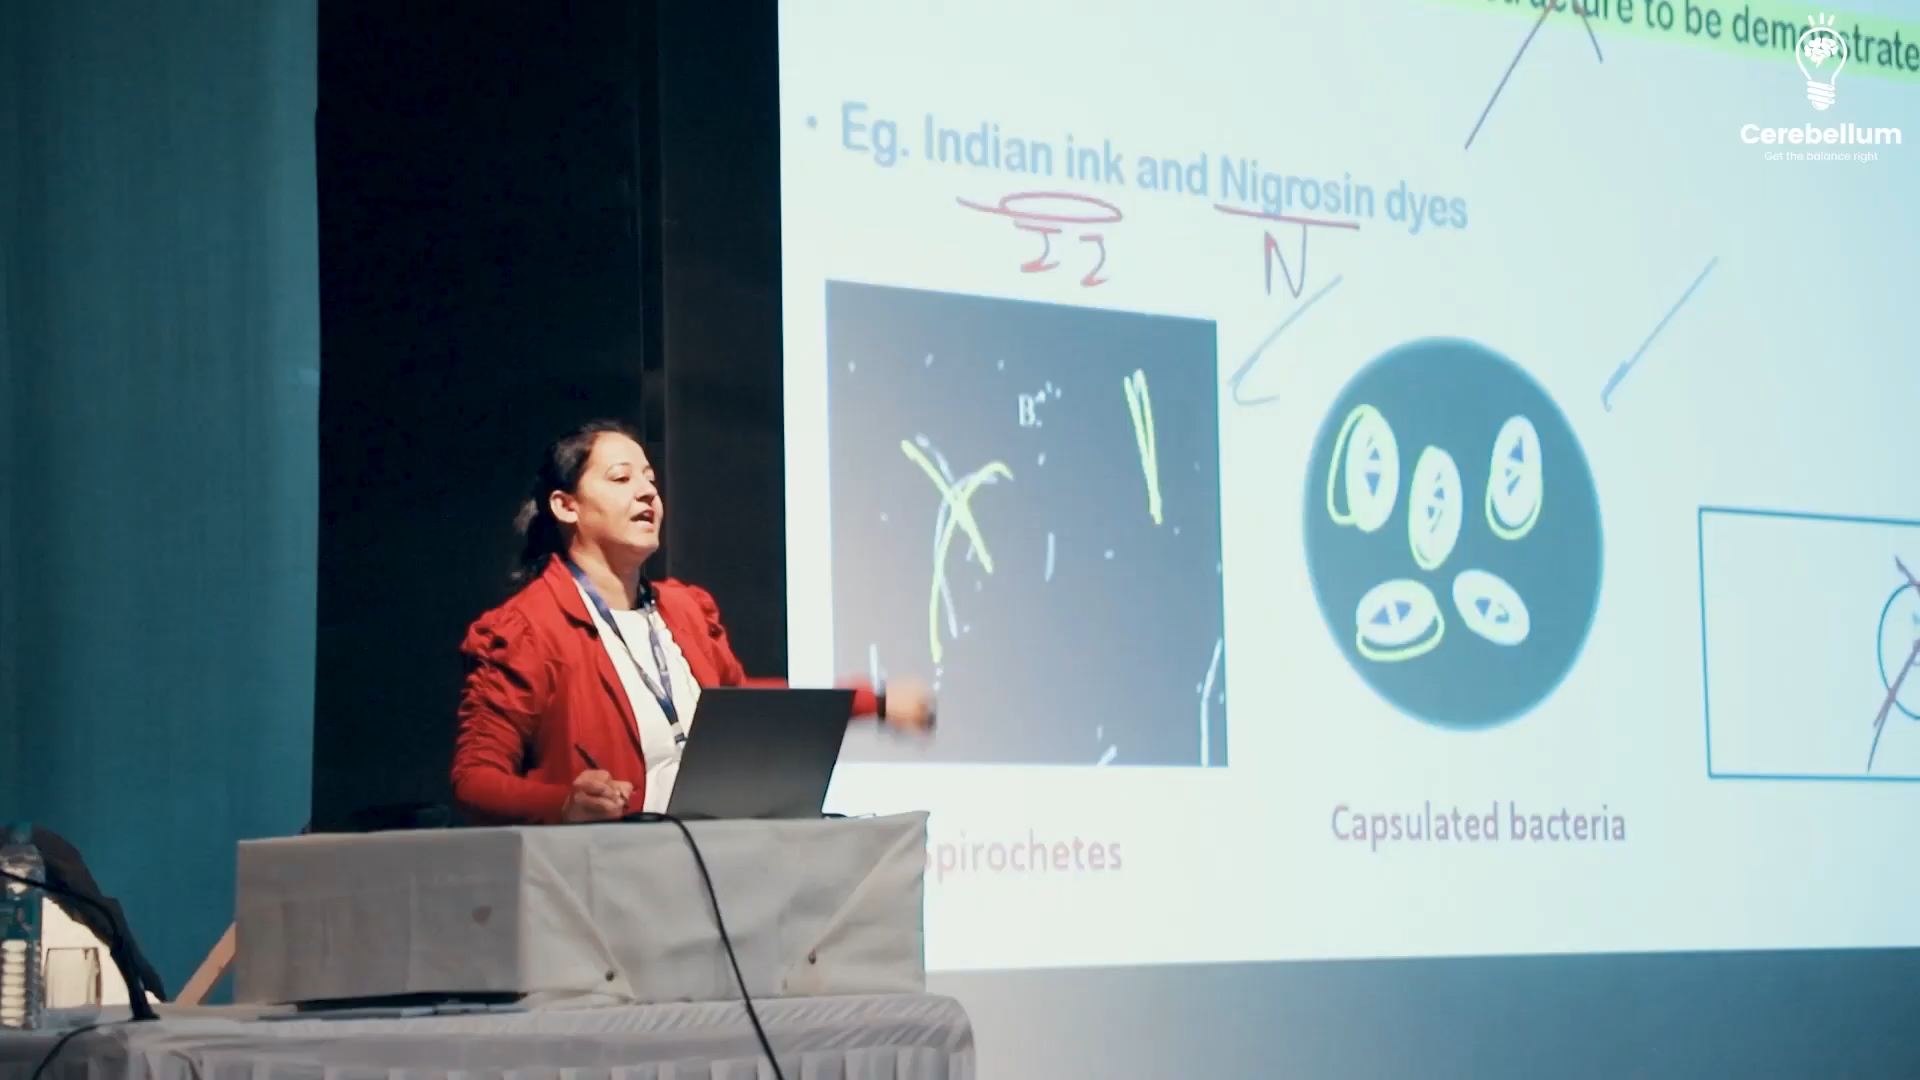 to be demonstrate
Cerebellum
Get the balance right
• Eg. Indian ink and Nigrosin dyes
N
B.
Spirochetes
Capsulated bacteria